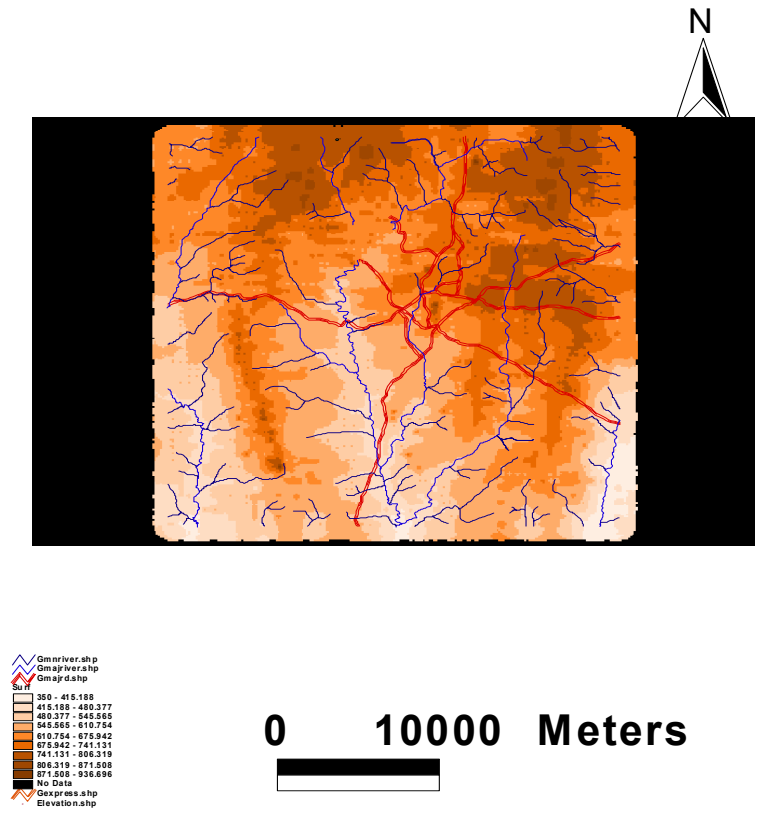 N
Gmnriver.shp
Gmajriver.shp
Gmajrd.shp
Surf
350 - 415.188
415.188 - 480.377
480.377 - 545.565
545.565 - 610.754
610.754 - 675.942
675.942 - 741.131
741.131 - 806.319
806.319 - 871.508
871.508 - 936.696
No Data
Gexpress.shp
Elevation.shp
0 10000 Meters